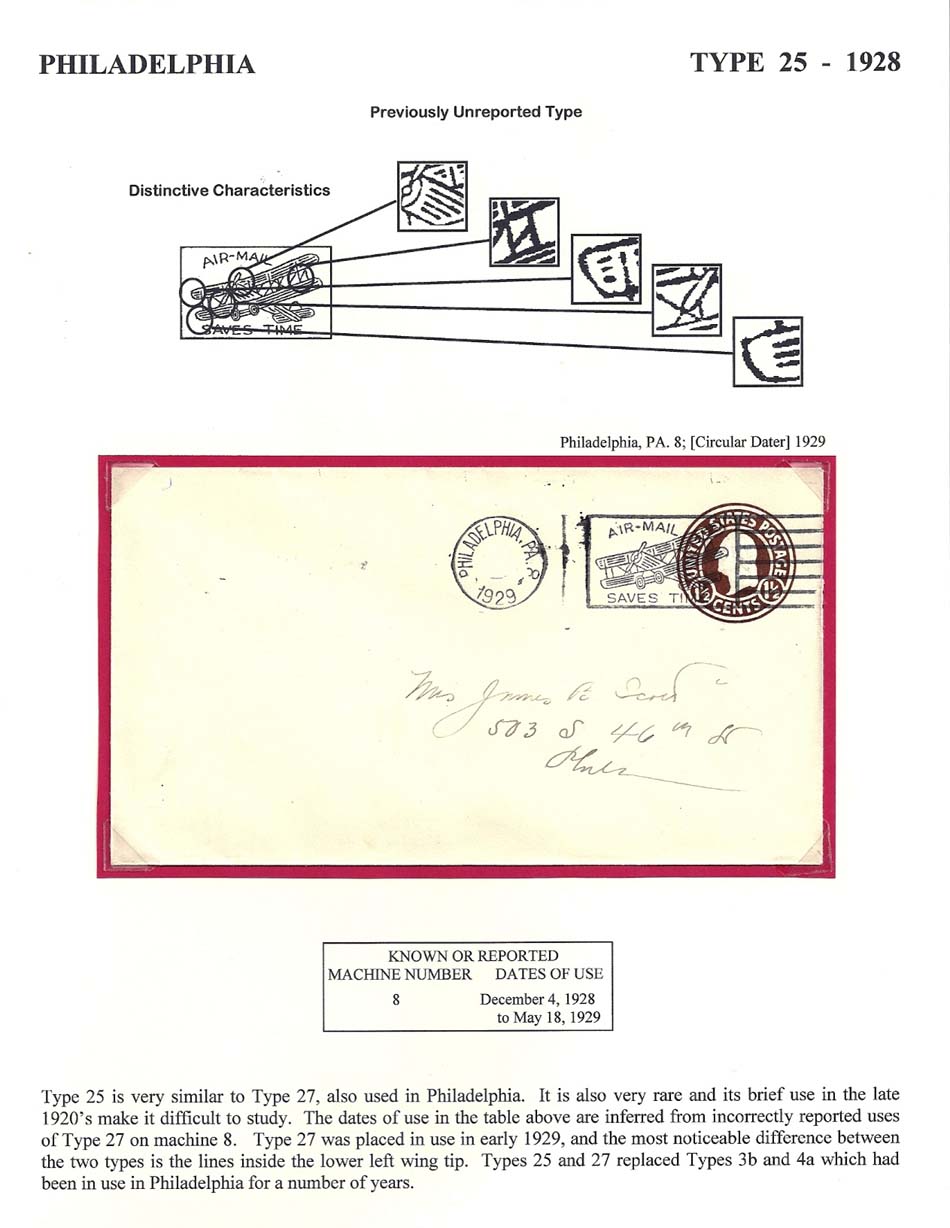 PHILADELPHIA
TYPE 25 - 1928
Previously Unreported Type
Distinctive Characteristics
AIR-MAIL
SAVES TIME
Philadelphia, PA. 8; [Circular Dater] 1929
PHILADELPHIA, PA. 8
1929
AIR-MAIL
SAVES TI
UNITED STATES POSTAGE
CENTS
Mrs James B
503 S 46th St
Phila
KNOWN OR REPORTED
MACHINE NUMBER DATES OF USE
8 December 4, 1928
to May 18, 1929
Type 25 is very similar to Type 27, also used in Philadelphia. It is also very rare and its brief use in the late
1920's make it difficult to study. The dates of use in the table above are inferred from incorrectly reported uses
of Type 27 on machine 8. Type 27 was placed in use in early 1929, and the most noticeable difference between
the two types is the lines inside the lower left wing tip. Types 25 and 27 replaced Types 3b and 4a which had
been in use in Philadelphia for a number of years.